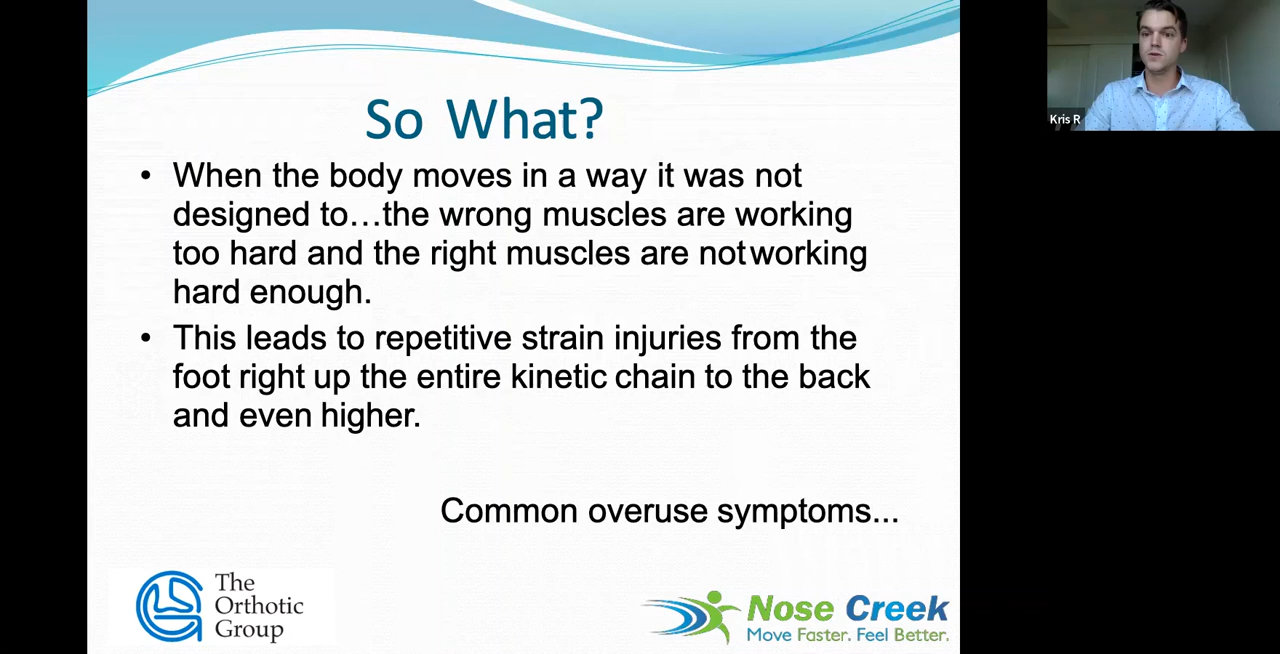 So What?
• When the body moves in a way it was not
designed to…the wrong muscles are working
too hard and the right muscles are notworking
hard enough.
• This leads to repetitive strain injuries from the
foot right up the entire kinetic chain to the back
and even higher.
Common overuse symptoms...
The
Orthotic
Group
Nose Creek
Move Faster. Feel Better.
Kris R